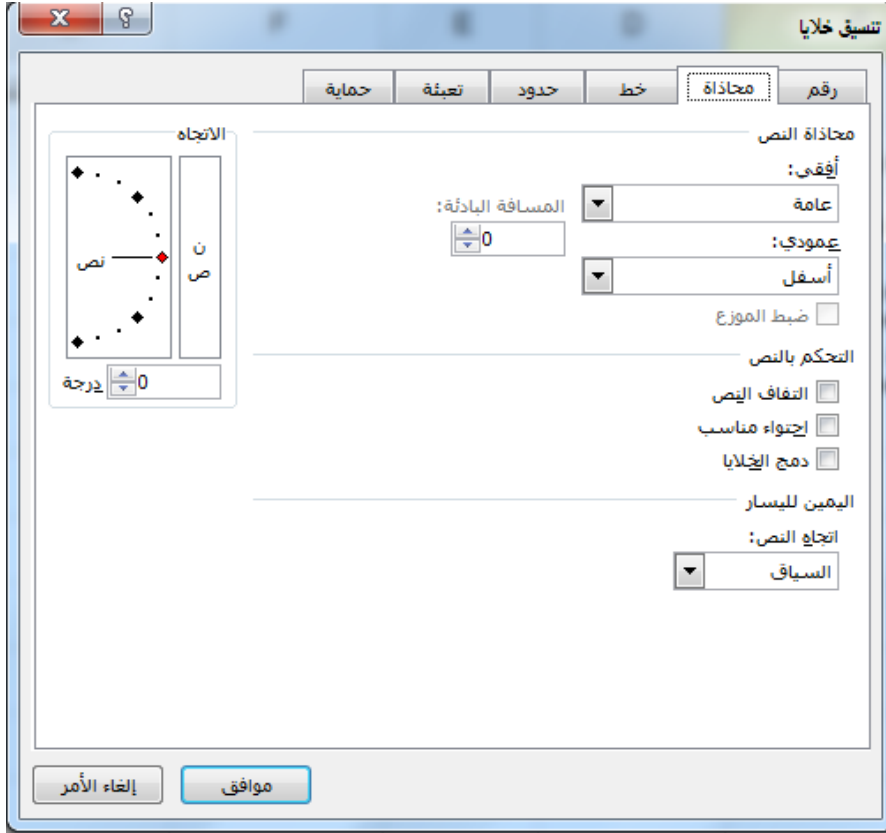 تنسيق خلايا
F E D
رقم محاذاة خط حدود تعبئة حماية
محاذاة النص
أفقي:
عامة
المسافة البادئة:
0
عمودي:
أسفل
ضبط الموزع
التحكم بالنص
التفاف النص
احتواء مناسب
دمج الخلايا
اليمين لليسار
اتجاه النص:
السياق
الاتجاه
ن
ص
نص
0 درجة
موافق إلغاء الأمر